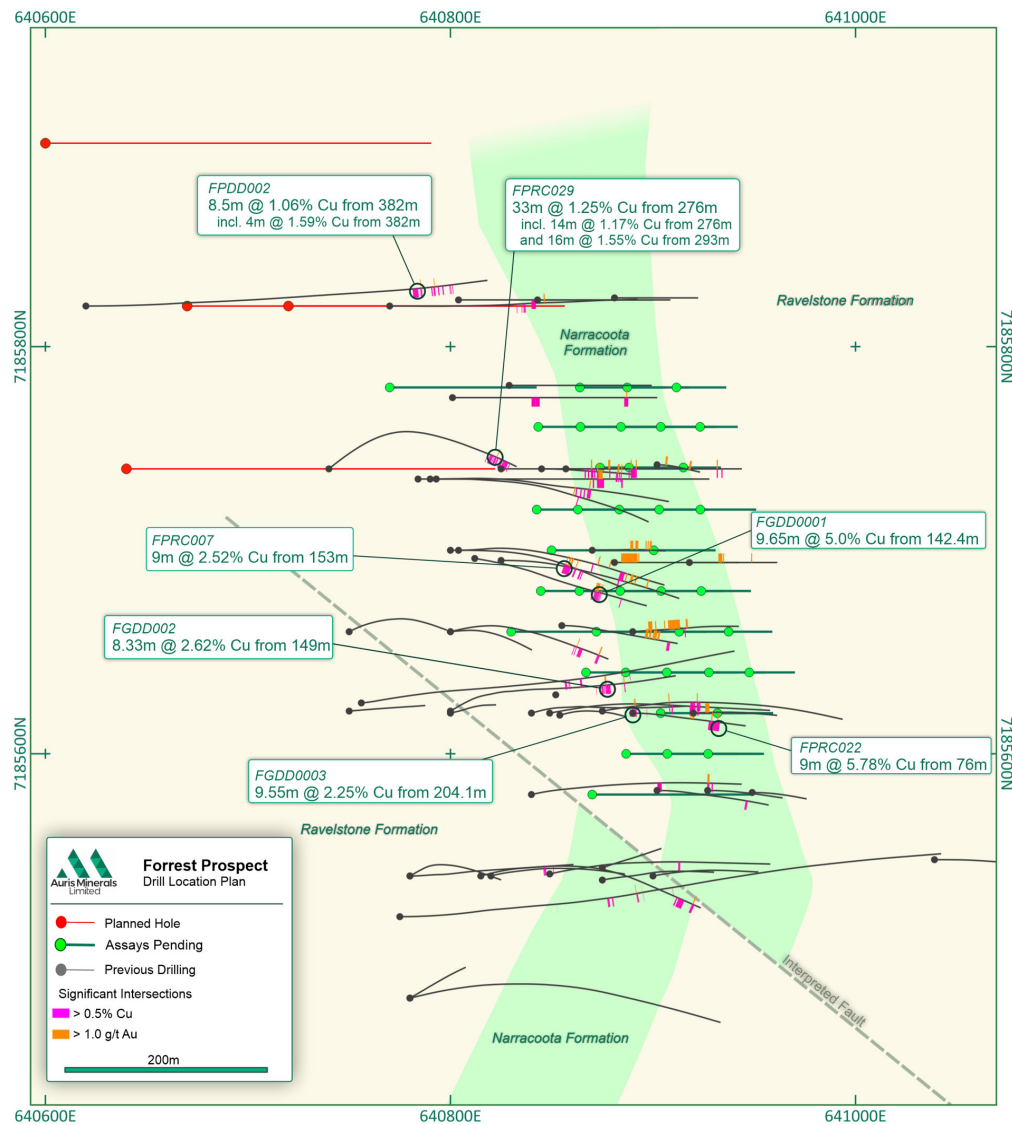 640600E
640800E
641000E
FPDD002
8.5m @ 1.06% Cu from 382m
incl. 4m @ 1.59% Cu from 382m
FPRC029
33m @ 1.25% Cu from 276m
incl. 14m @ 1.17% Cu from 276m
and 16m @ 1.55% Cu from 293m
Ravelstone Formation
Narracoota
Formation
7185800N
7185800N
FGDD0001
9.65m @ 5.0% Cu from 142.4m
FPRC007
9m @ 2.52% Cu from 153m
FGDD002
8.33m @ 2.62% Cu from 149m
7185600N
7185600N
FPRC022
9m @ 5.78% Cu from 76m
FGDD0003
9.55m @ 2.25% Cu from 204.1m
Ravelstone Formation
Auris Minerals
Limited
Forrest Prospect
Drill Location Plan
Planned Hole
Assays Pending
Previous Drilling
Significant Intersections
> 0.5% Cu
> 1.0 g/t Au
200m
Interpreted Fault
Narracoota Formation
640600E
640800E
641000E